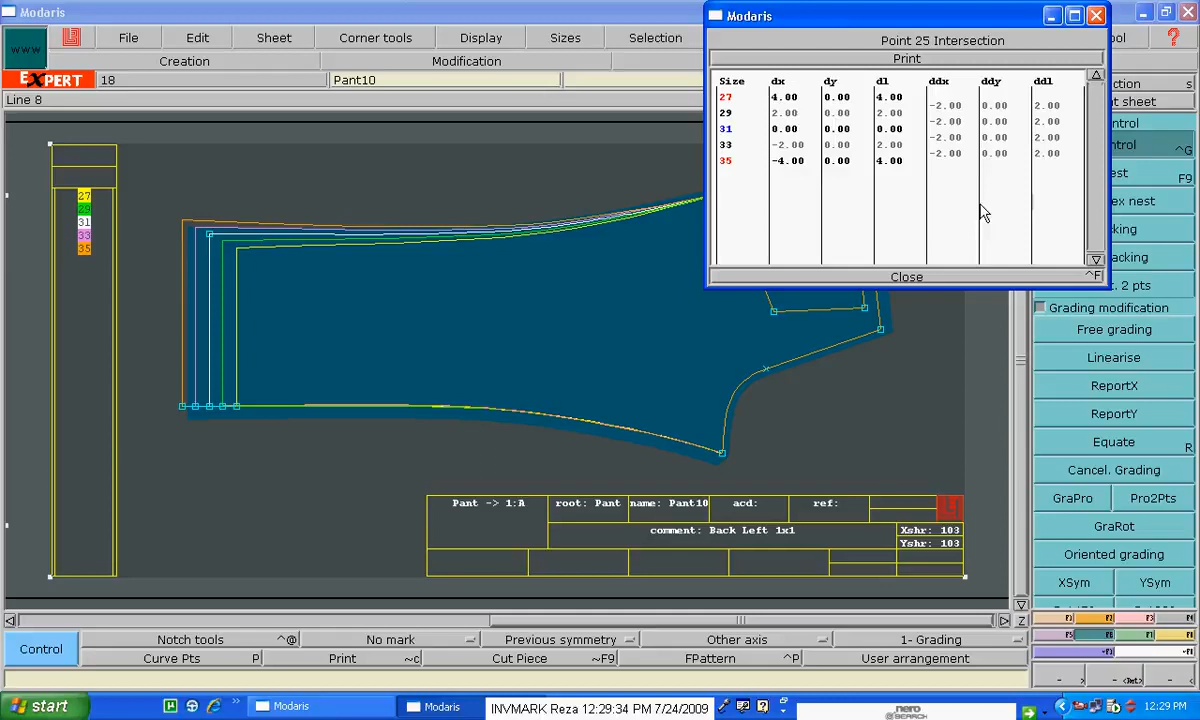 Modaris
File
Edit
Sheet
Corner tools
Display
Sizes
Selection
Creation
Modification
www
EXPERT
18
Pant10
Line 8
Modaris
Point 25 Intersection
Print
Size dx dy dl ddx ddy ddl
27 4.00 0.00 4.00
-2.00 0.00 2.00
29 2.00 0.00 2.00
-2.00 0.00 2.00
31 0.00 0.00 0.00
-2.00 0.00 2.00
33 -2.00 0.00 2.00
-2.00 0.00 2.00
35 -4.00 0.00 4.00
Close ^F
27
29
31
33
35
Pant -> 1:A
root: Pant
name: Pant10
acd:
ref:
comment: Back Left 1x1
Xshr: 103
Yshr: 103
^G
F9
Grading modification
Free grading
Linearise
ReportX
ReportY
Equate R
Cancel. Grading
GraPro
Pro2Pts
GraRot
Oriented grading
XSym
YSym
Z
Control
Notch tools ^@
No mark
Previous symmetry
Other axis
1- Grading
Curve Pts P
Print ~c
Cut Piece ~F9
FPattern ^P
User arrangement
start
Modaris
Modaris
INVMARK Reza 12:29:34 PM 7/24/2009
nero
SEARCH
12:29 PM